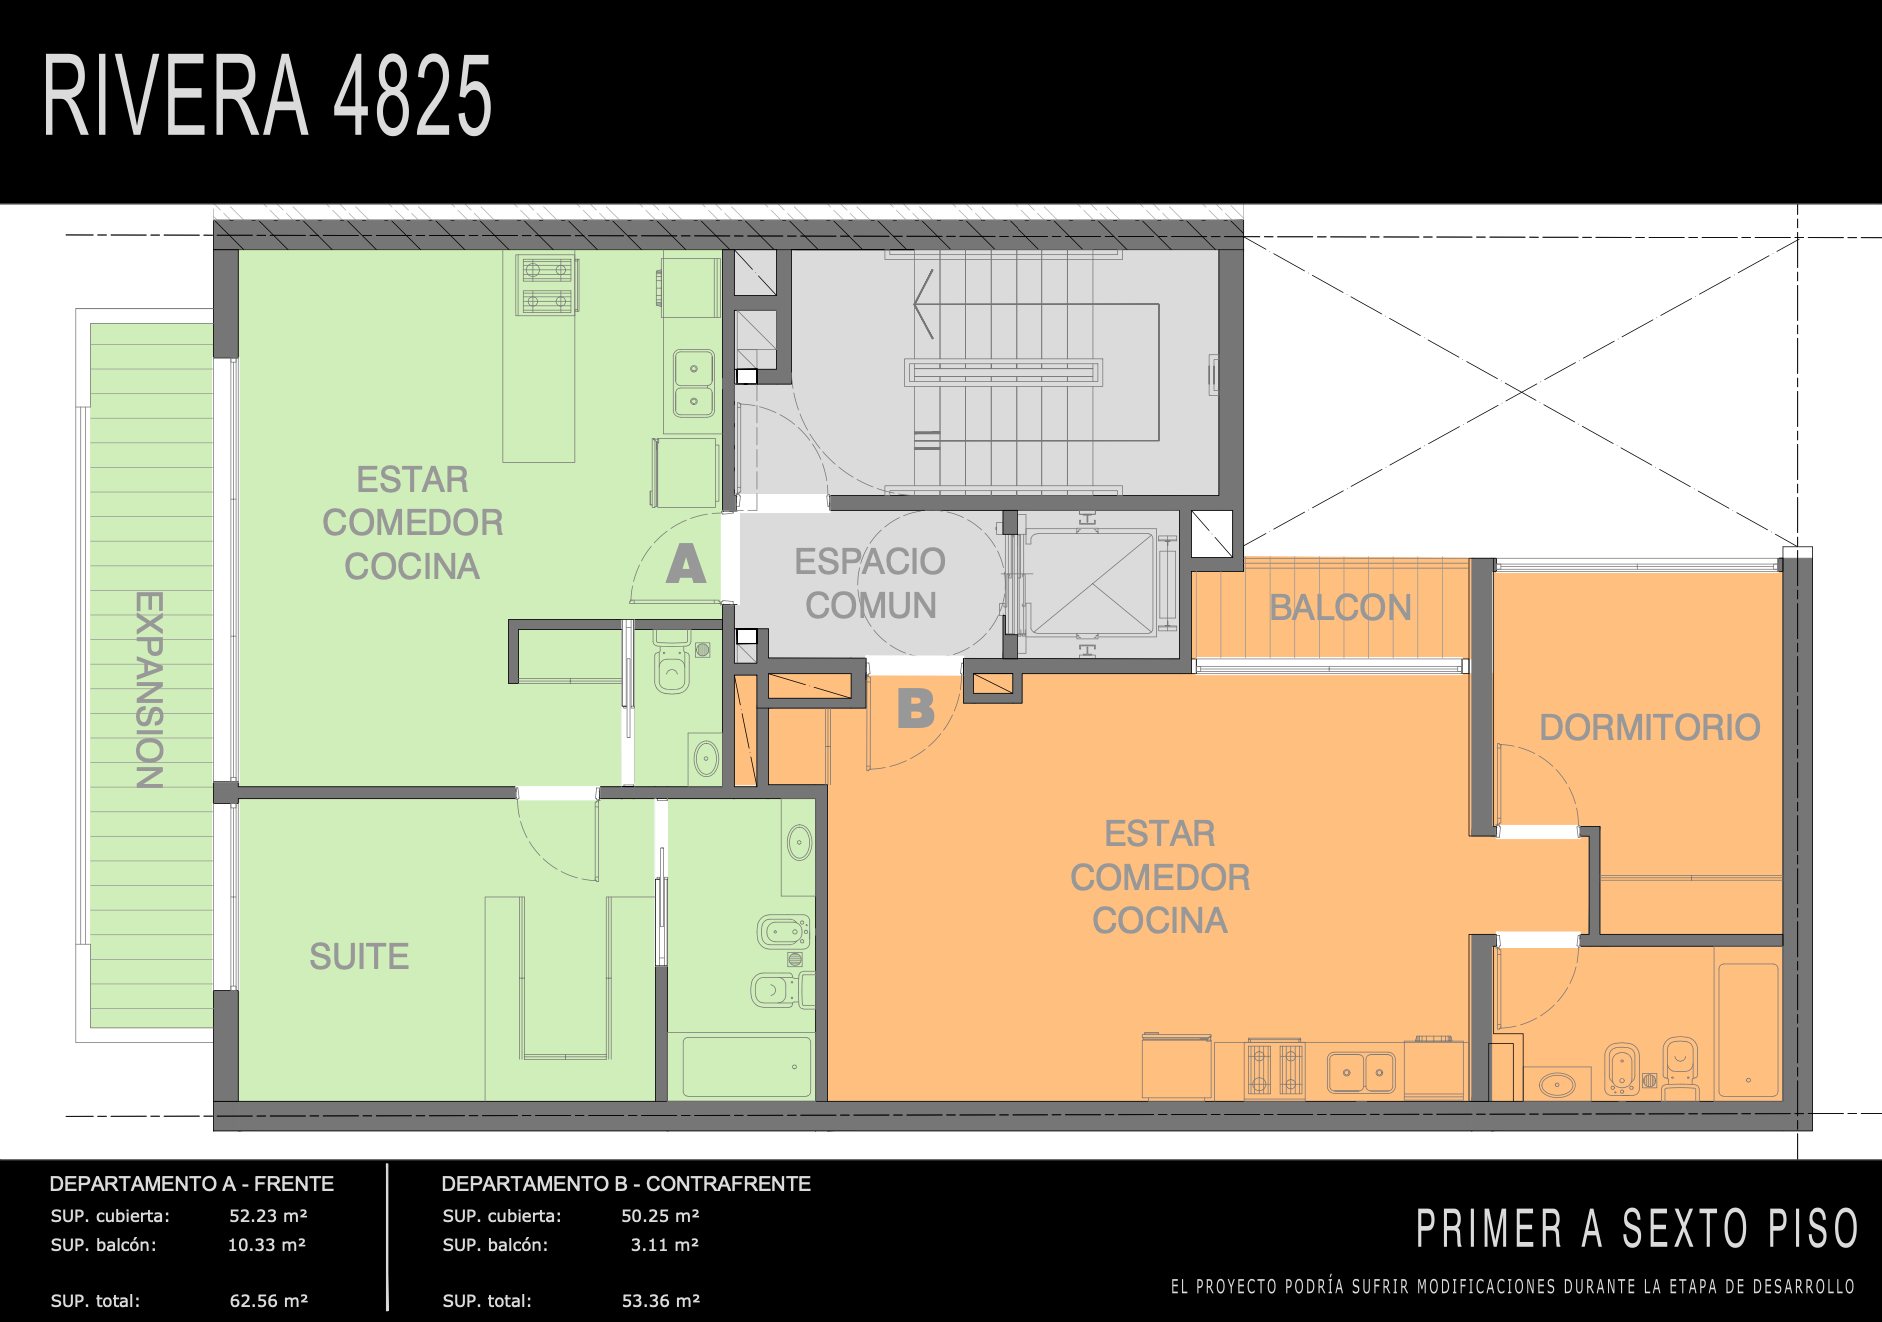 RIVERA 4825
ESTAR
COMEDOR
COCINA
A
ESPACIO
COMUN
BALCON
EXPANSION
B
DORMITORIO
ESTAR
COMEDOR
COCINA
SUITE
DEPARTAMENTO A - FRENTE
SUP. cubierta: 52.23 m²
SUP. balcón: 10.33 m²
SUP. total: 62.56 m²
DEPARTAMENTO B - CONTRAFRENTE
SUP. cubierta: 50.25 m²
SUP. balcón: 3.11 m²
SUP. total: 53.36 m²
PRIMER A SEXTO PISO
EL PROYECTO PODRÍA SUFRIR MODIFICACIONES DURANTE LA ETAPA DE DESARROLLO